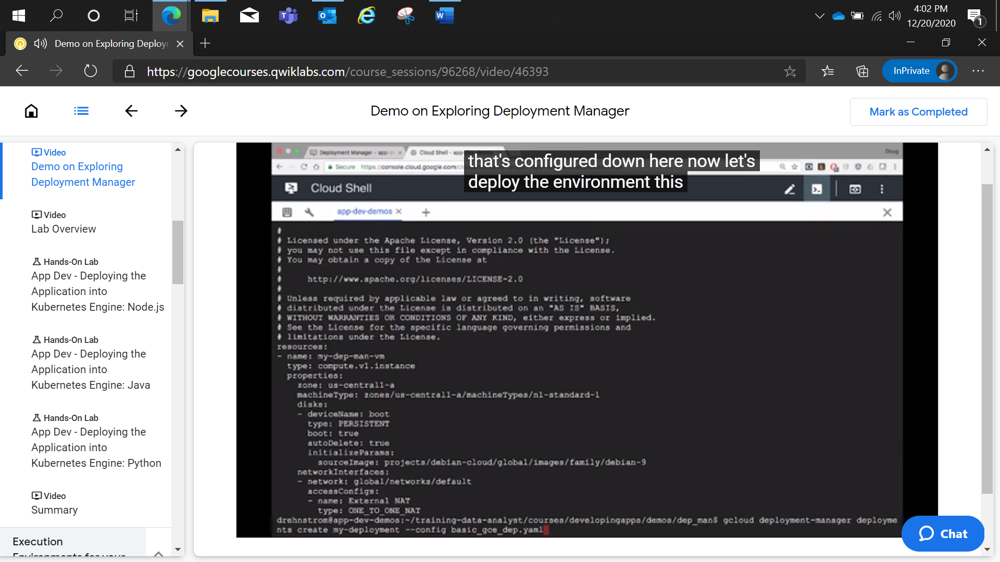 4:02 PM
12/20/2020
1
Demo on Exploring Deployr
https://googlecourses.qwiklabs.com/course_sessions/96268/video/46393
InPrivate
Demo on Exploring Deployment Manager
Mark as Completed
Video
Demo on Exploring
Deployment Manager
Video
Lab Overview
Hands-On Lab
App Dev - Deploying the
Application into
Kubernetes Engine: Node.js
Hands-On Lab
App Dev - Deploying the
Application into
Kubernetes Engine: Java
Hands-On Lab
App Dev - Deploying the
Application into
Kubernetes Engine: Python
Video
Summary
Execution
Environments for your
Deployment Manager - app-d
Cloud Shell - app-dev-demos
Doug
Secure https://console.cloud.google.com/cl
that's configured down here now let's
deploy the environment this
Cloud Shell
app-dev-demos
#
# Licensed under the Apache License, Version 2.0 (the "License");
# you may not use this file except in compliance with the License.
# You may obtain a copy of the License at
#
# http://www.apache.org/licenses/LICENSE-2.0
#
# Unless required by applicable law or agreed to in writing, software
# distributed under the License is distributed on an "AS IS" BASIS,
# WITHOUT WARRANTIES OR CONDITIONS OF ANY KIND, either express or implied.
# See the License for the specific language governing permissions and
# limitations under the License.
resources:
- name: my-dep-man-vm
type: compute.v1.instance
properties:
zone: us-central1-a
machineType: zones/us-central1-a/machineTypes/n1-standard-1
disks:
- deviceName: boot
type: PERSISTENT
boot: true
autoDelete: true
initializeParams:
sourceImage: projects/debian-cloud/global/images/family/debian-9
networkInterfaces:
- network: global/networks/default
accessConfigs:
- name: External NAT
type: ONE_TO_ONE_NAT
drehnstrom@app-dev-demos:~/training-data-analyst/courses/developingapps/demos/dep_man$ gcloud deployment-manager deployme
nts create my-deployment --config basic_gce_dep.yaml
Chat